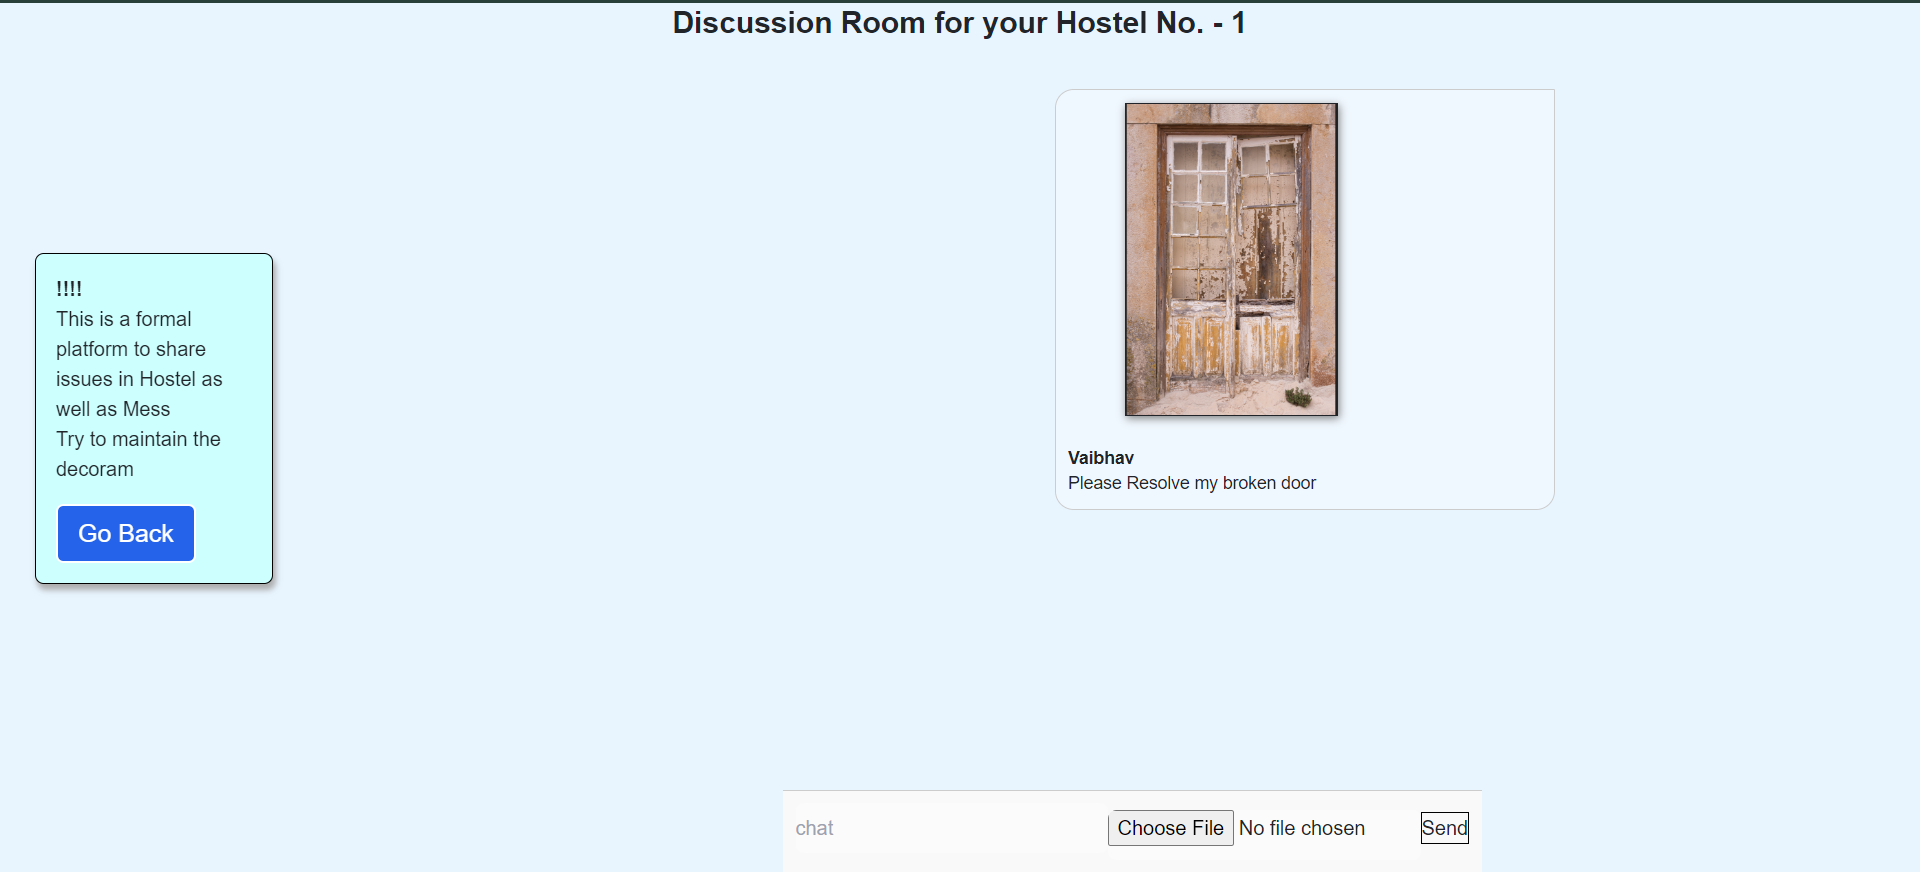 Discussion Room for your Hostel No. - 1
!!!!
This is a formal
platform to share
issues in Hostel as
well as Mess
Try to maintain the
decoram
Go Back
Vaibhav
Please Resolve my broken door
chat
Choose File No file chosen
Send